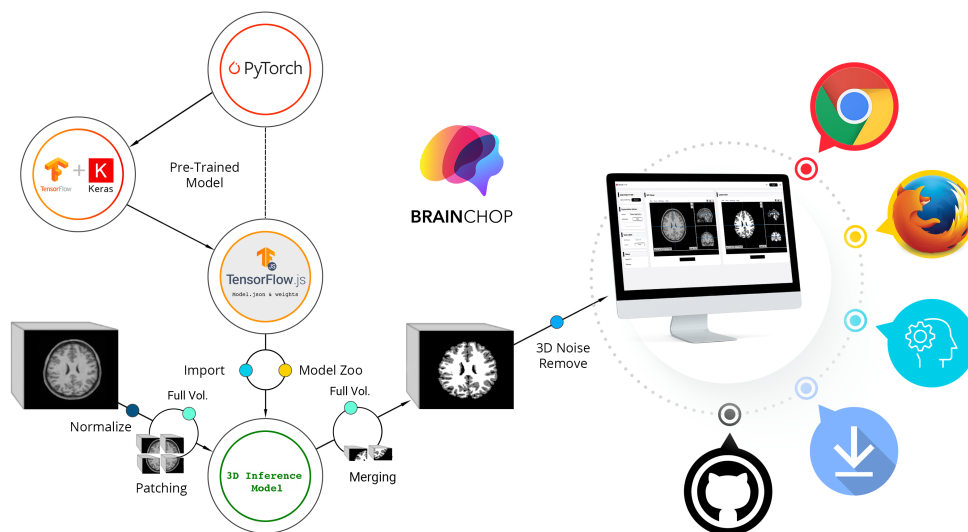 PyTorch
TensorFlow
+
K
Keras
Pre-Trained
Model
BRAINCHOP
JS
TensorFlow.js
Model.json & weights
Import
Model Zoo
Full Vol.
Full Vol.
Normalize
Patching
3D Inference
Model
Merging
3D Noise
Remove